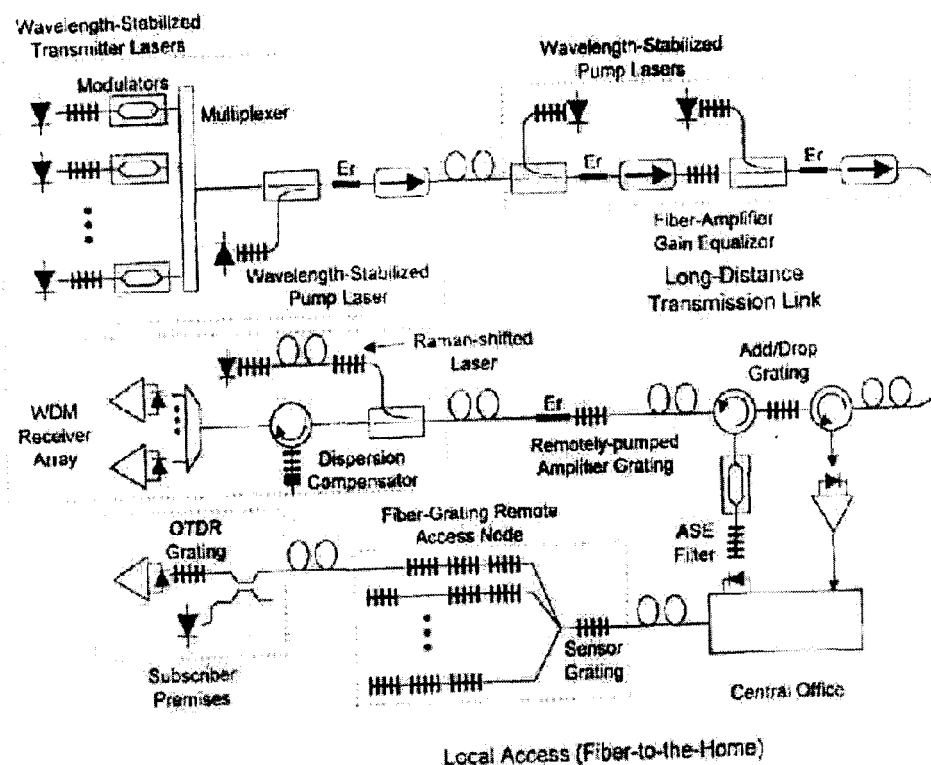 Wavelength-Stabilized
Transmitter Lasers
Modulators
Multiplexer
Wavelength-Stabilized
Pump Lasers
Er
Er
Er
Fiber-Amplifier
Gain Equalizer
Wavelength-Stabilized
Pump Laser
Long-Distance
Transmission Link
Raman-shifted
Laser
Add/Drop
Grating
WDM
Receiver
Array
Er
Dispersion
Compensator
Remotely-pumped
Amplifier Grating
OTDR
Grating
Fiber-Grating Remote
Access Node
ASE
Filter
Subscriber
Premises
Sensor
Grating
Central Office
Local Access (Fiber-to-the-Home)